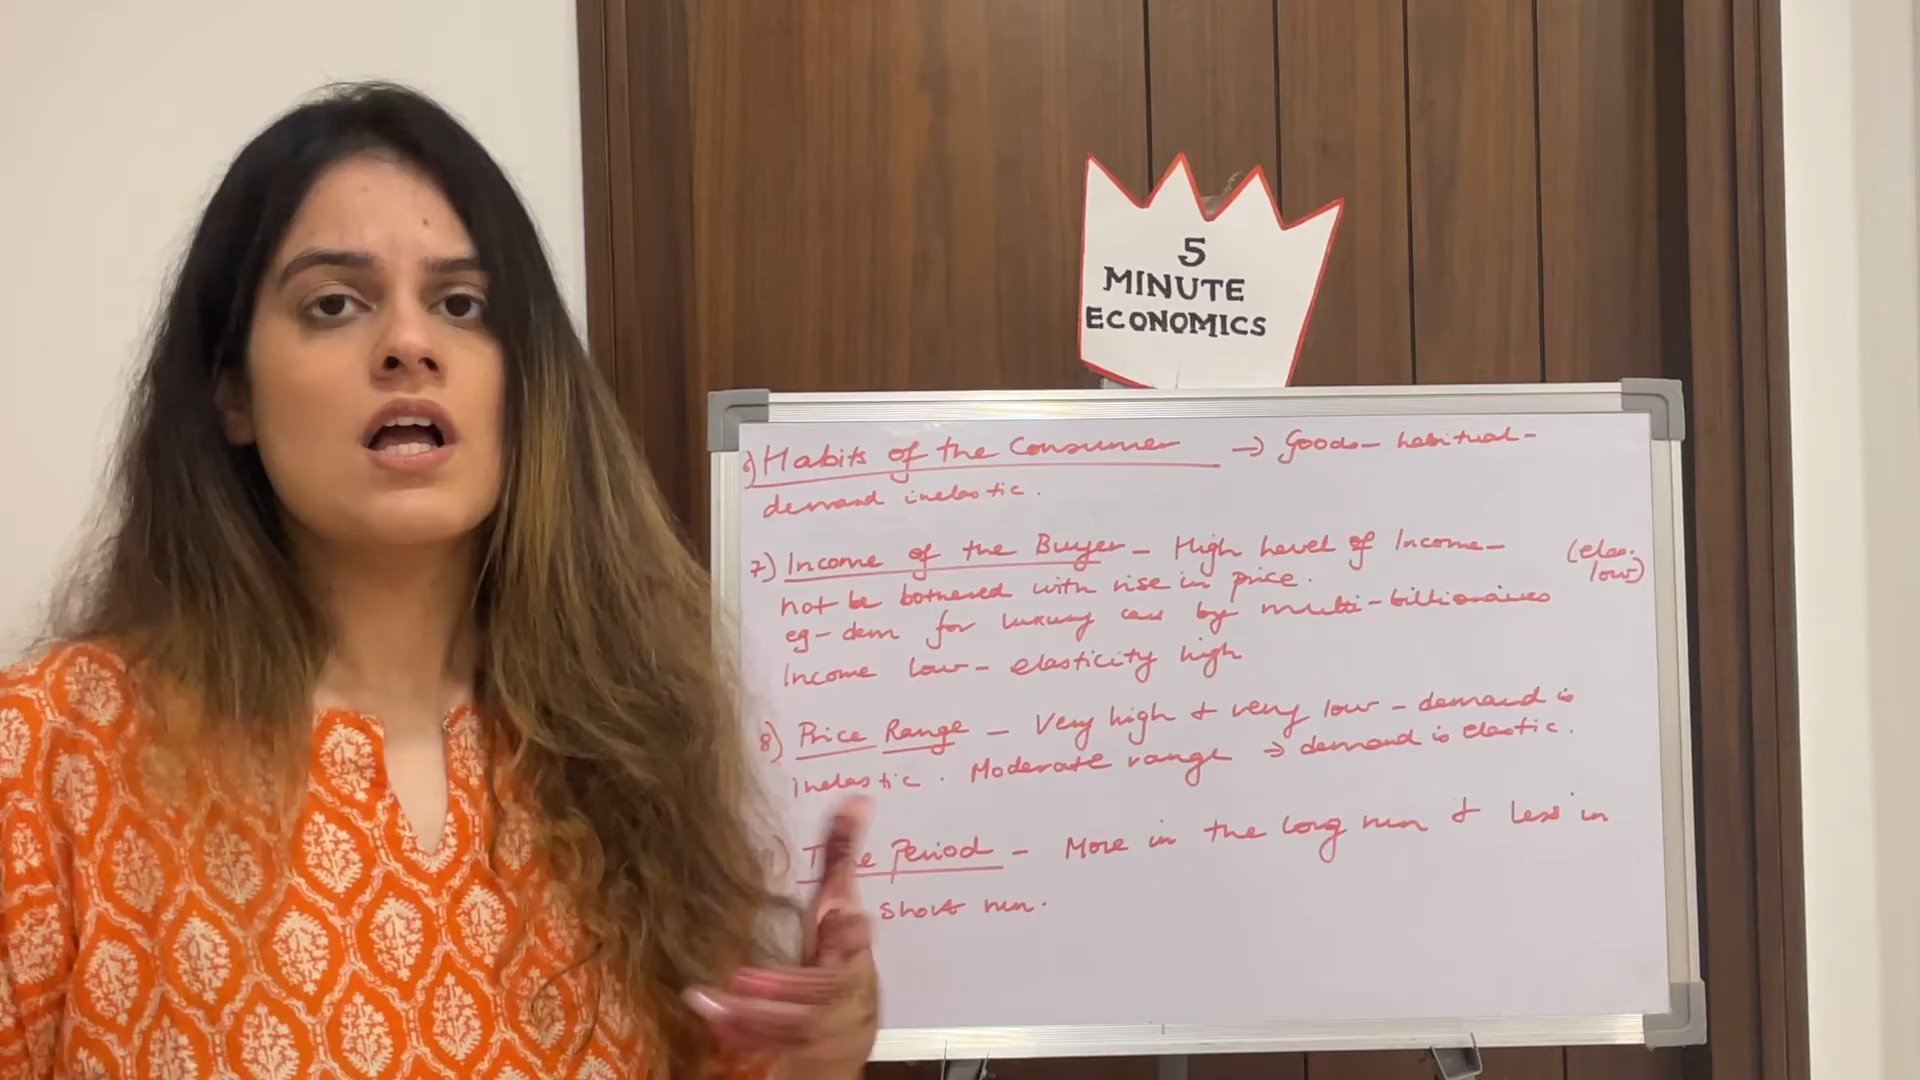 5
MINUTE
ECONOMICS
6) Habits of the Consumer → Goods - habitual -
demand inelastic.
7) Income of the Buyer - High Level of Income - (elas. low)
not be bothered with rise in price.
eg - dem for luxury cars by multi-billionaires
Income low - elasticity high
8) Price Range - Very high & very low - demand is
inelastic. Moderate range → demand is elastic.
Period - More in the long run & Less in
short run.